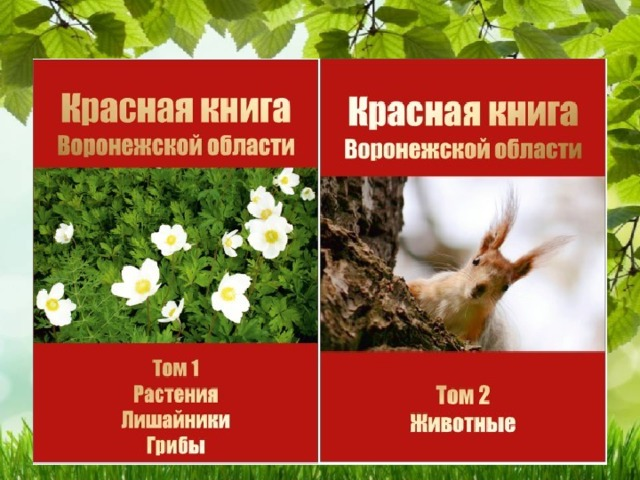 Красная книга
Воронежской области
Том 1
Растения
Лишайники
Грибы
Красная книга
Воронежской области
Том 2
Животные